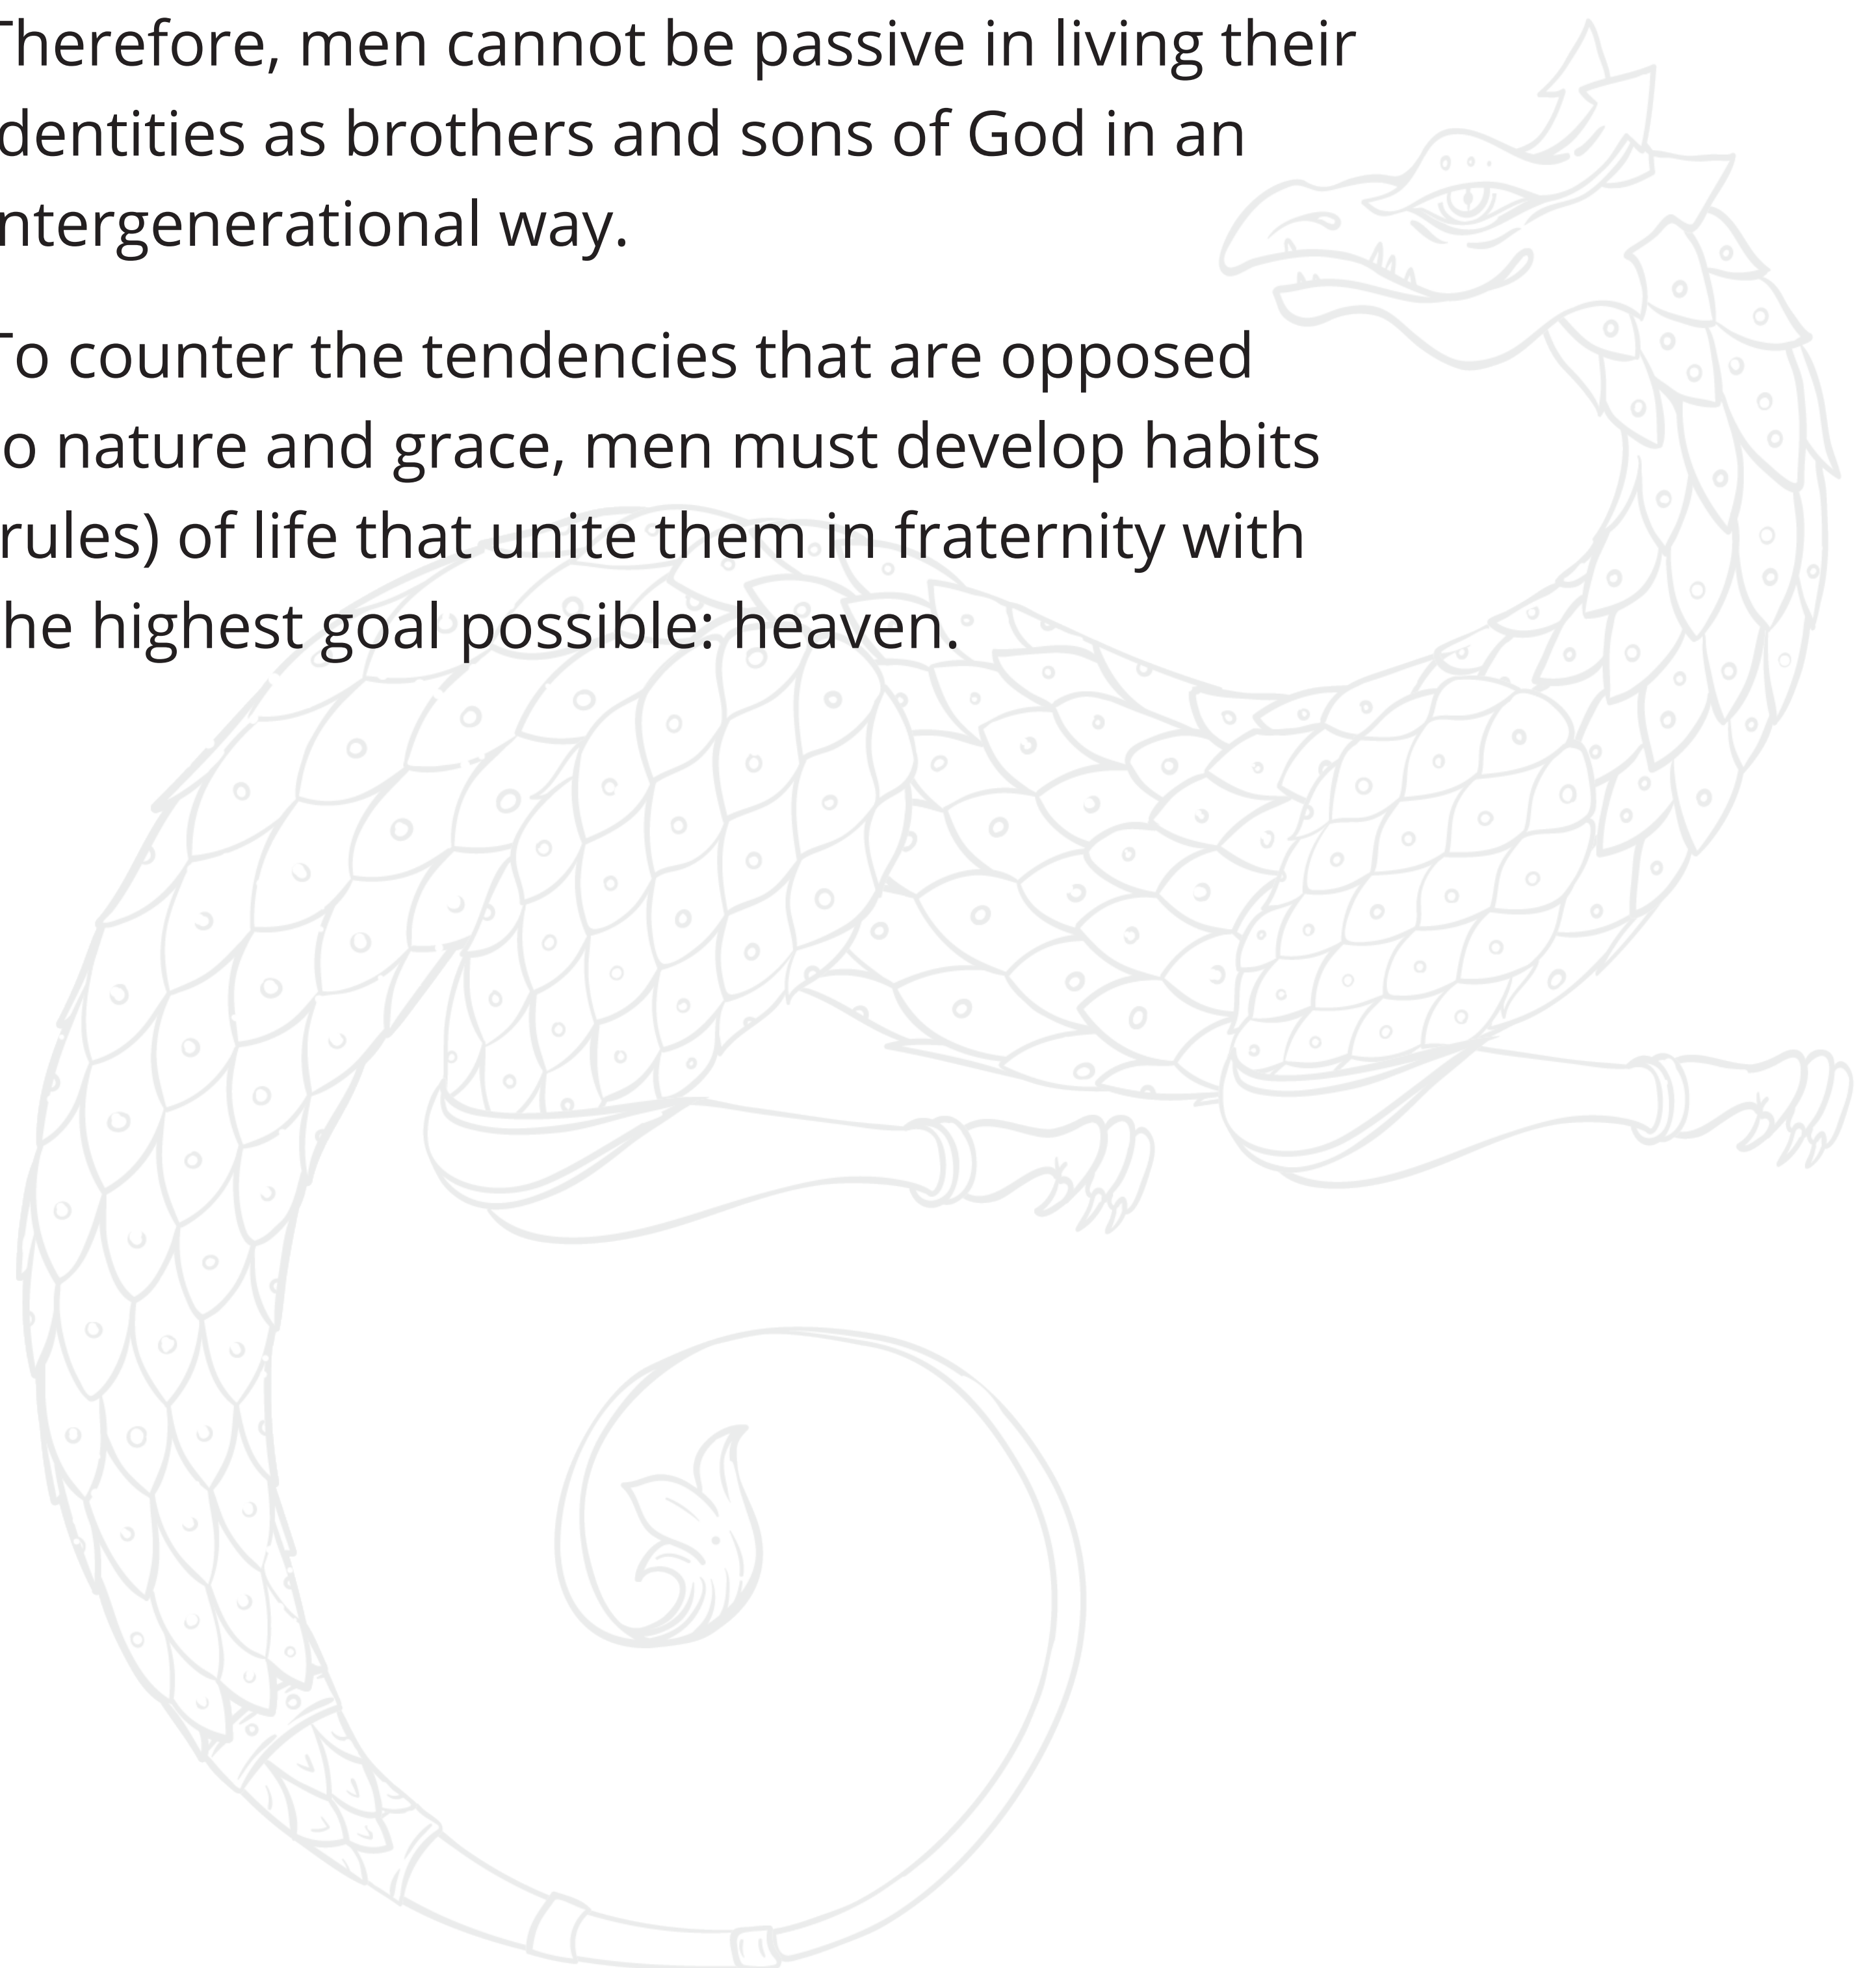 Therefore, men cannot be passive in living their
dentities as brothers and sons of God in an
ntergenerational way.
To counter the tendencies that are opposed
o nature and grace, men must develop habits
rules) of life that unite them in fraternity with
he highest goal possible: heaven.